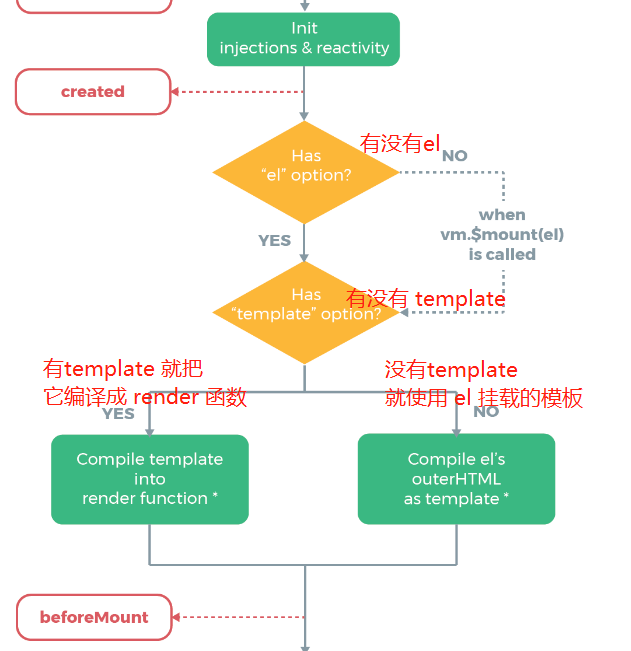 Init
injections & reactivity
created
有没有el
Has
“el” option?
NO
when
vm.$mount(el)
is called
YES
Has
“template” option?
有没有 template
有template 就把
它编译成 render 函数
没有template
就使用 el 挂载的模板
YES
NO
Compile template
into
render function *
Compile el’s
outerHTML
as template *
beforeMount